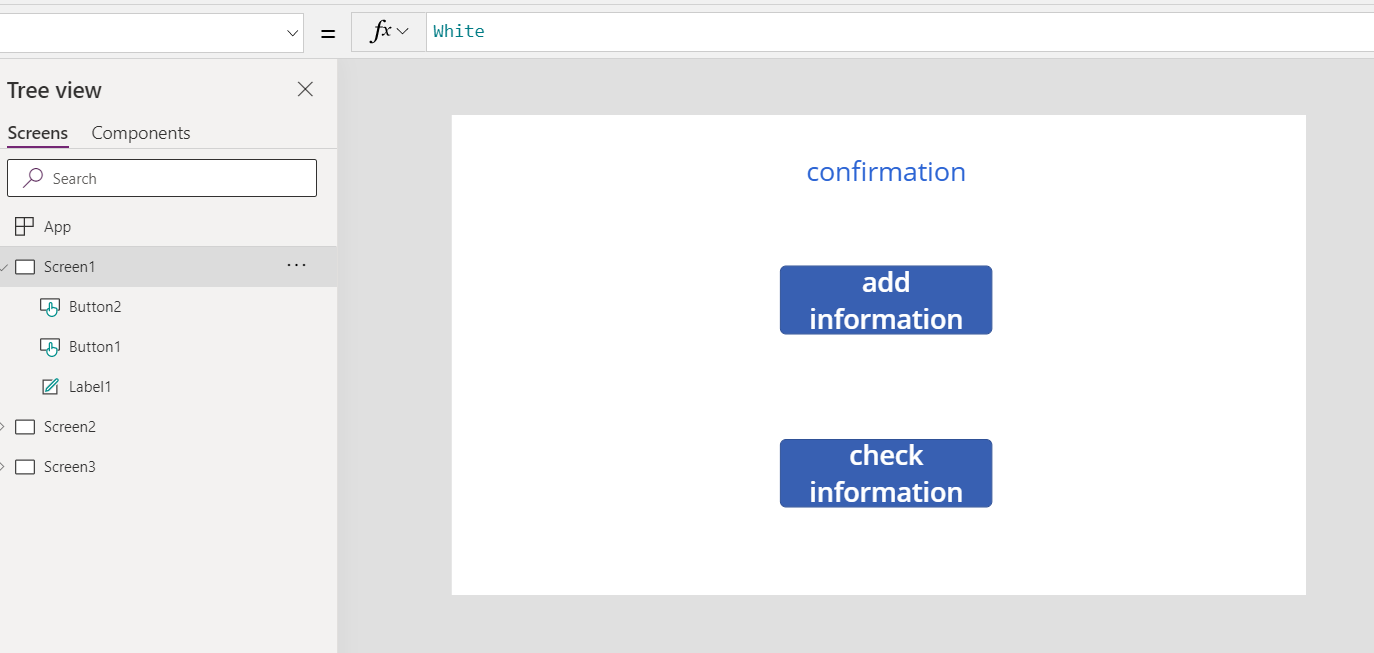 = fx White
Tree view
Screens Components
Search
App
Screen1 ...
Button2
Button1
Label1
Screen2
Screen3
confirmation
add
information
check
information